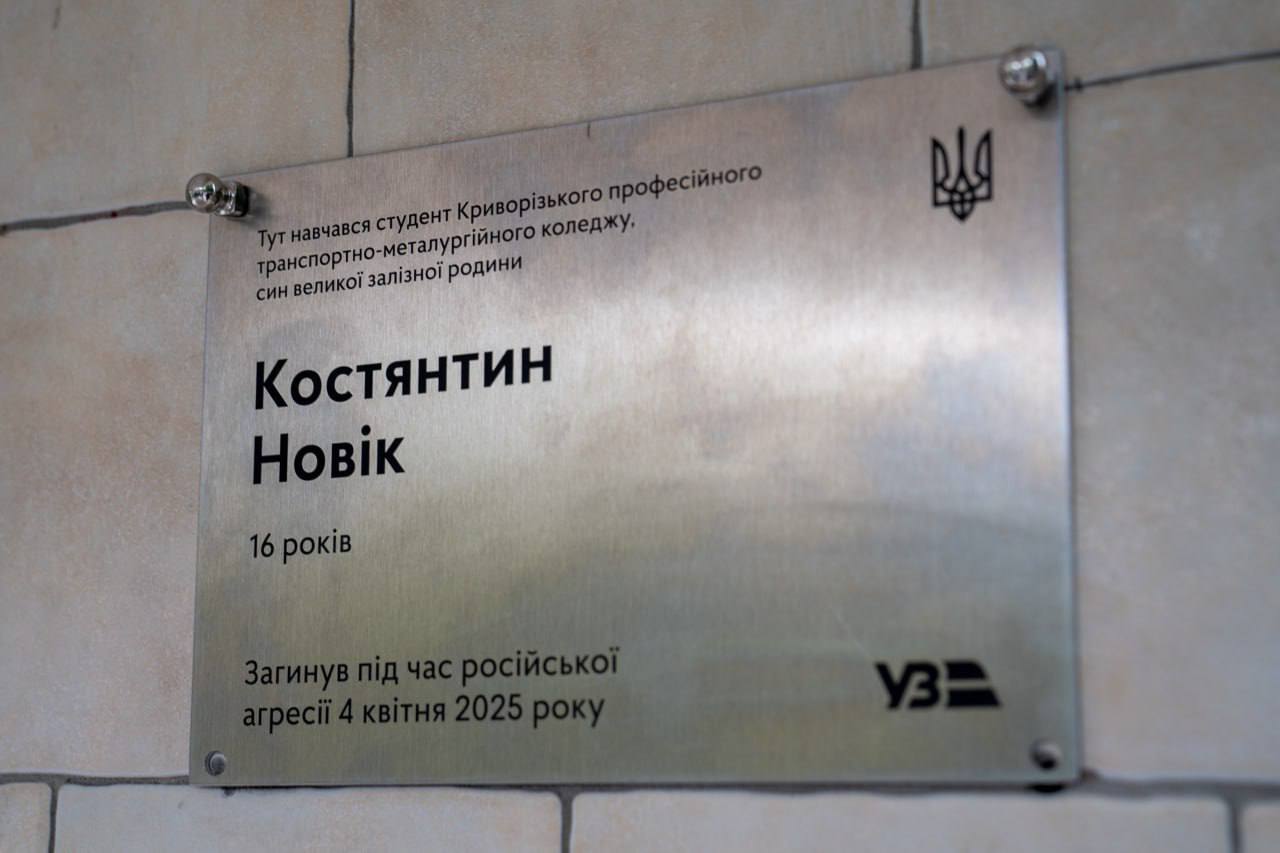 Тут навчався студент Криворізького професійного
транспортно-металургійного коледжу,
син великої залізної родини
Костянтин
Новік
16 років
Загинув під час російської
агресії 4 квітня 2025 року
УЗ